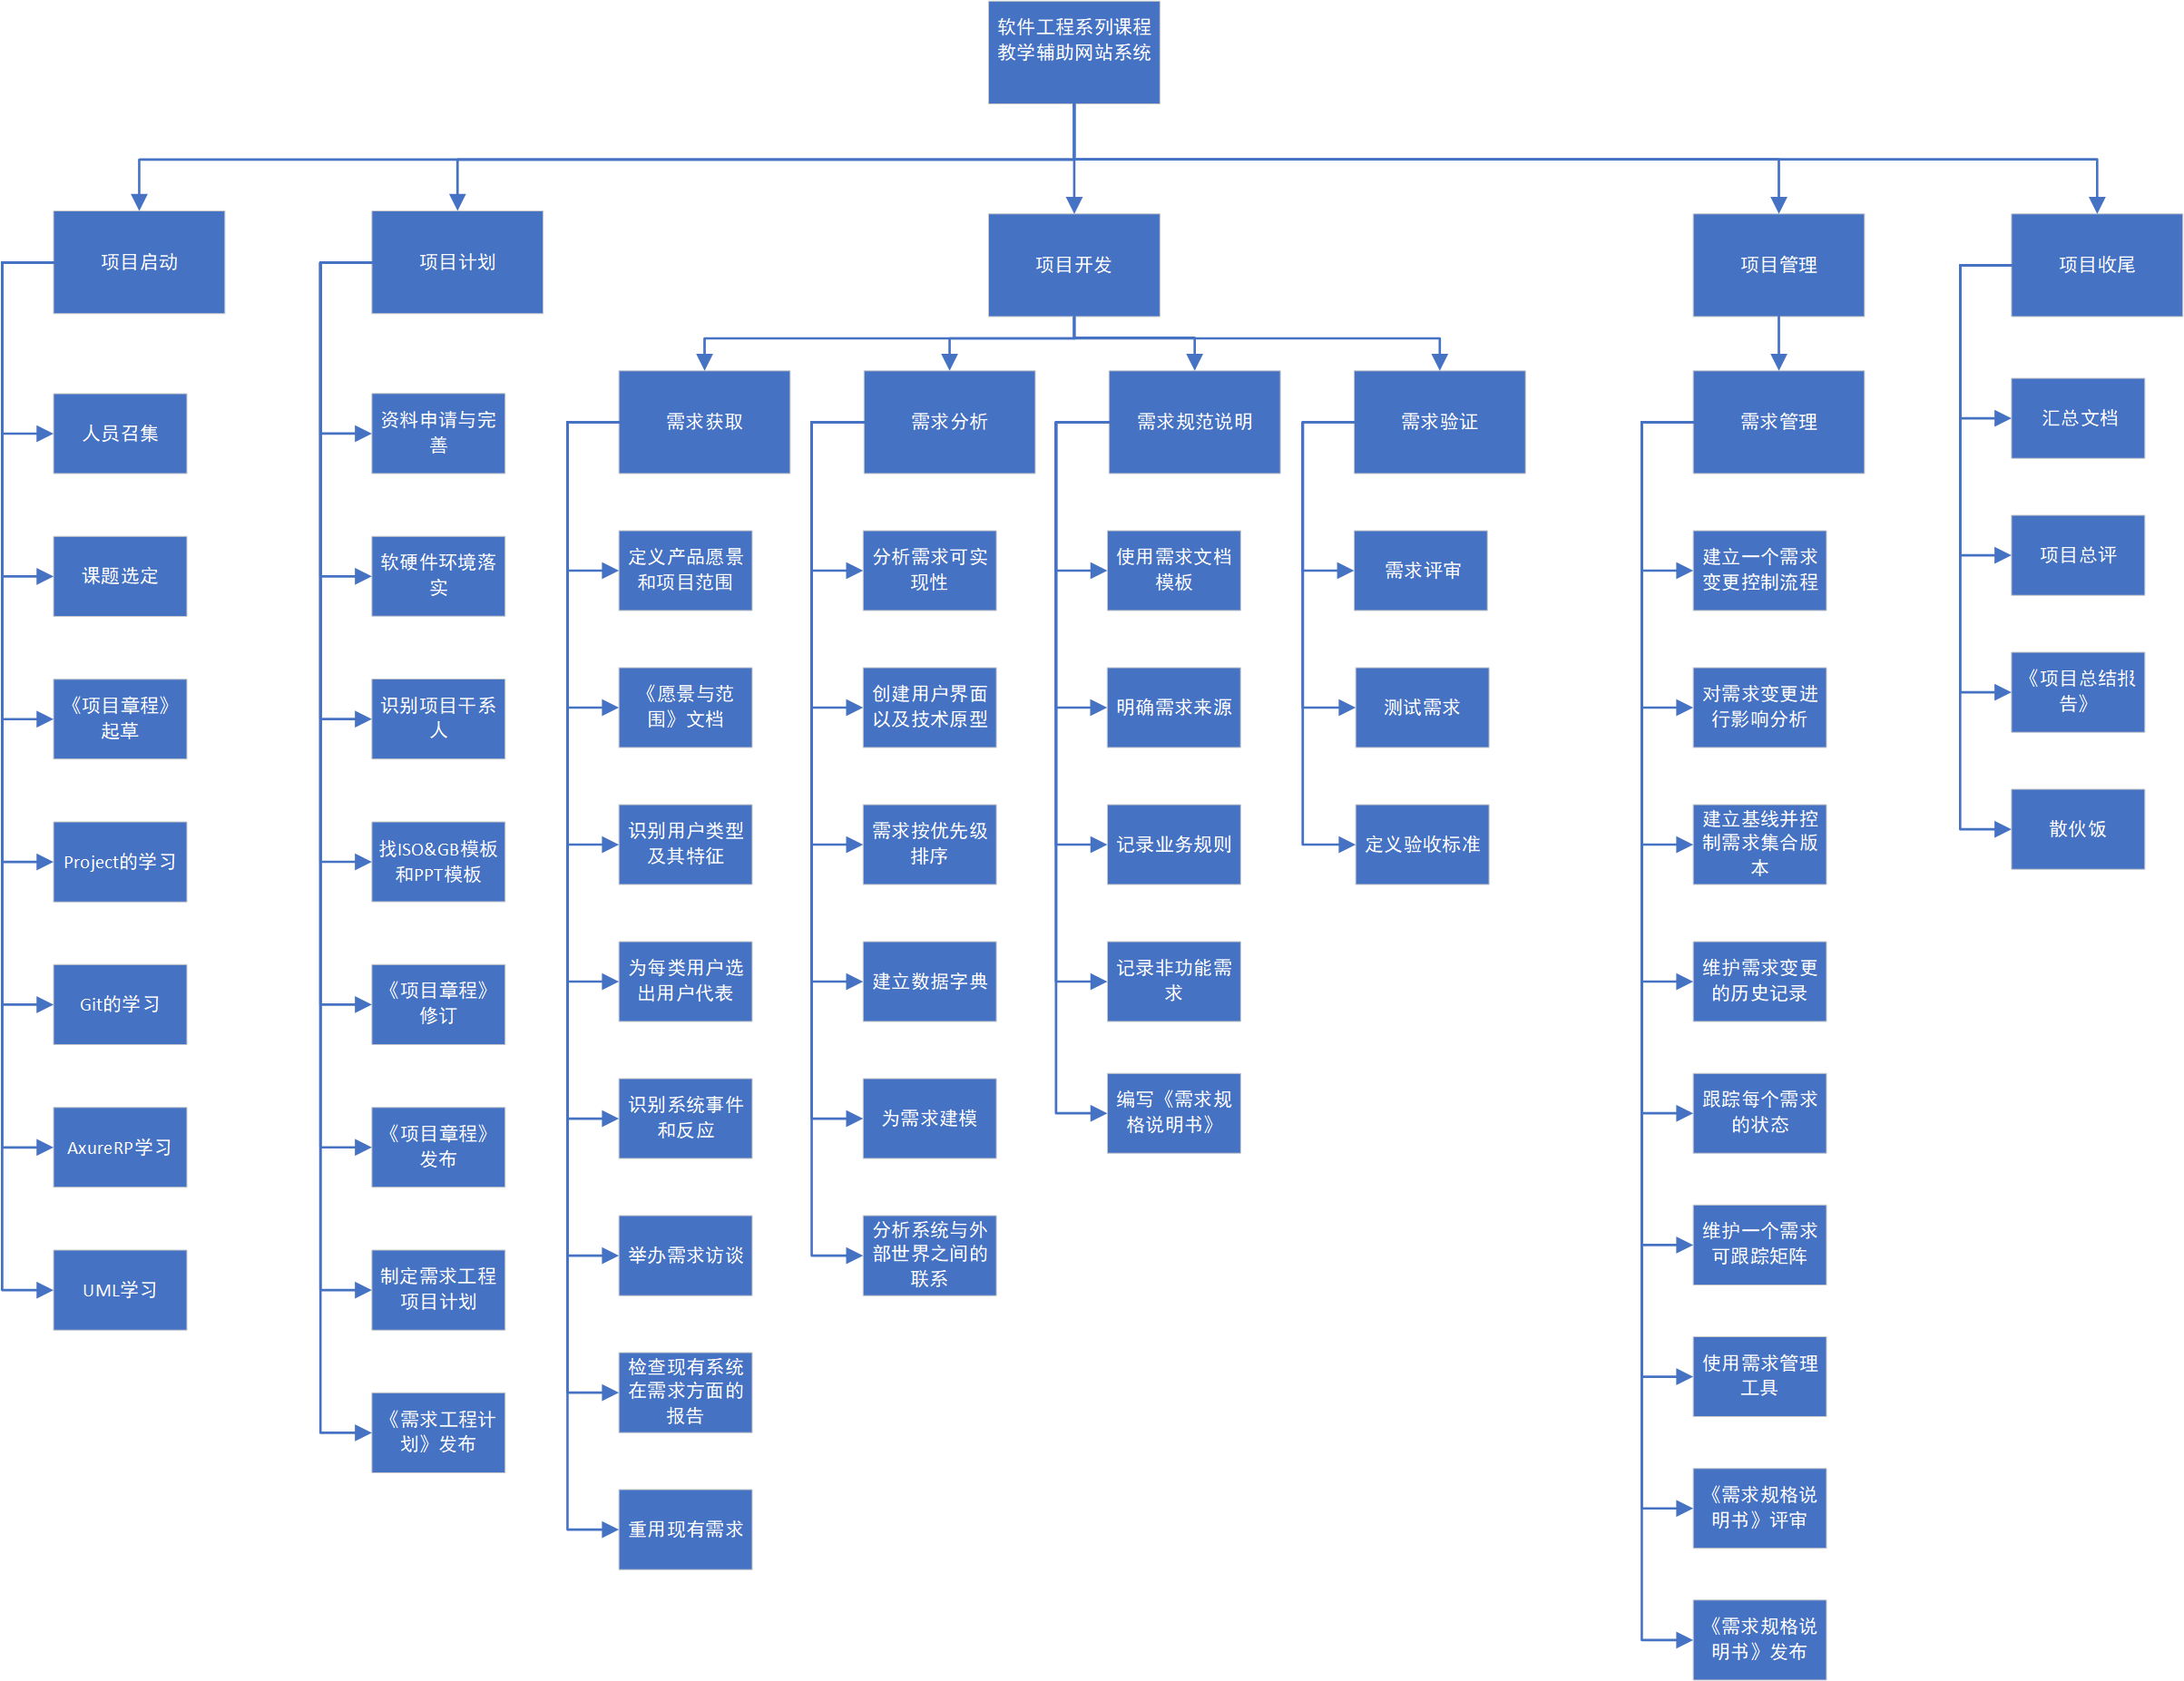 软件工程系列课程
教学辅助网站系统
项目启动
项目计划
项目开发
项目管理
项目收尾
人员召集
课题选定
《项目章程》
起草
Project的学习
Git的学习
AxureRP学习
UML学习
资料申请与完
善
软硬件环境落
实
识别项目干系
人
找ISO&GB模板
和PPT模板
《项目章程》
修订
《项目章程》
发布
制定需求工程
项目计划
《需求工程计
划》发布
需求获取
定义产品愿景
和项目范围
《愿景与范
围》文档
识别用户类型
及其特征
为每类用户选
出用户代表
识别系统事件
和反应
举办需求访谈
检查现有系统
在需求方面的
报告
重用现有需求
需求分析
分析需求可实
现性
创建用户界面
以及技术原型
需求按优先级
排序
建立数据字典
为需求建模
分析系统与外
部世界之间的
联系
需求规范说明
使用需求文档
模板
明确需求来源
记录业务规则
记录非功能需
求
编写《需求规
格说明书》
需求验证
需求评审
测试需求
定义验收标准
需求管理
建立一个需求
变更控制流程
对需求变更进
行影响分析
建立基线并控
制需求集合版
本
维护需求变更
的历史记录
跟踪每个需求
的状态
维护一个需求
可跟踪矩阵
使用需求管理
工具
《需求规格说
明书》评审
《需求规格说
明书》发布
汇总文档
项目总评
《项目总结报
告》
散伙饭